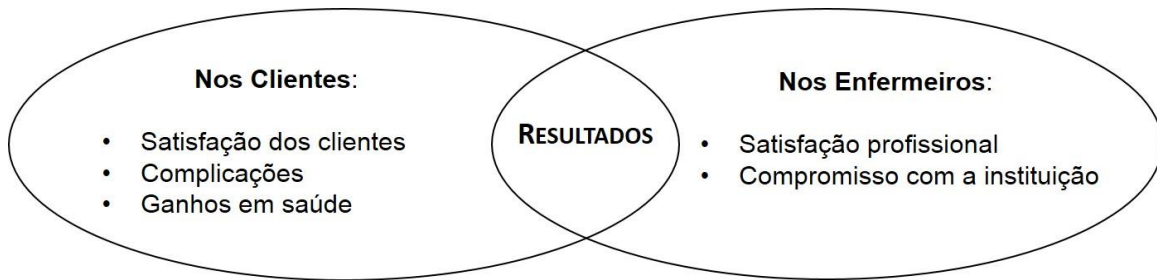 Nos Clientes:
• Satisfação dos clientes
• Complicações
• Ganhos em saúde
RESULTADOS
Nos Enfermeiros:
• Satisfação profissional
• Compromisso com a instituição